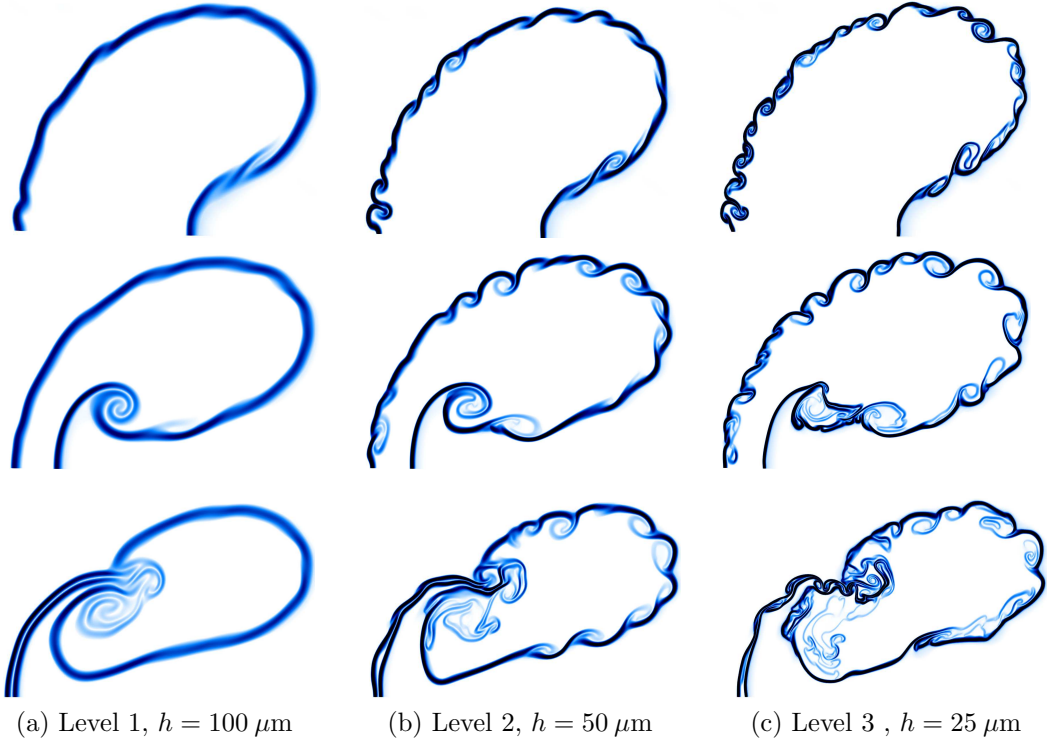 (a) Level 1, h = 100 μm (b) Level 2, h = 50 μm (c) Level 3 , h = 25 μm